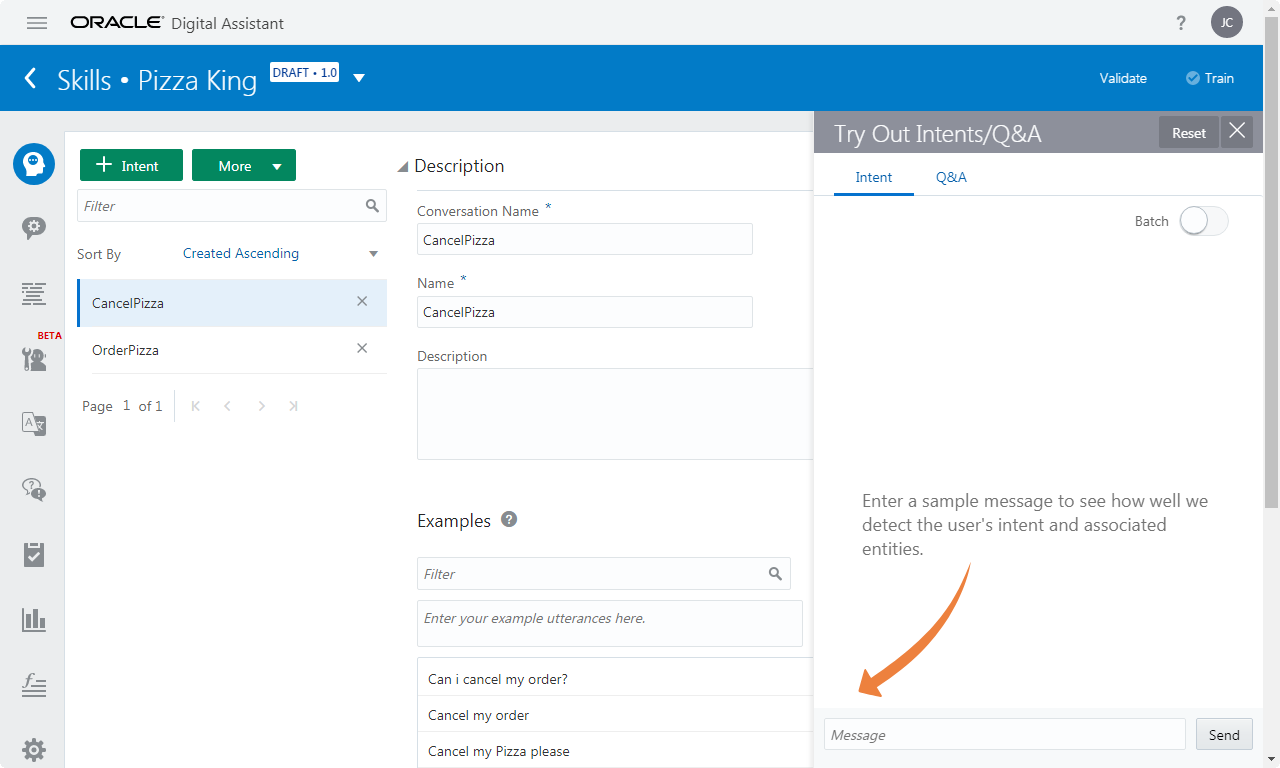 ORACLE Digital Assistant
? JC
Skills • Pizza King DRAFT • 1.0
Validate Train
+ Intent More
Filter
Sort By Created Ascending
CancelPizza
OrderPizza
Page 1 of 1
BETA
Description
Conversation Name *
CancelPizza
Name *
CancelPizza
Description
Examples ?
Filter
Enter your example utterances here.
Can i cancel my order?
Cancel my order
Cancel my Pizza please
Try Out Intents/Q&A Reset
Intent Q&A
Batch
Enter a sample message to see how well we
detect the user's intent and associated
entities.
Message Send